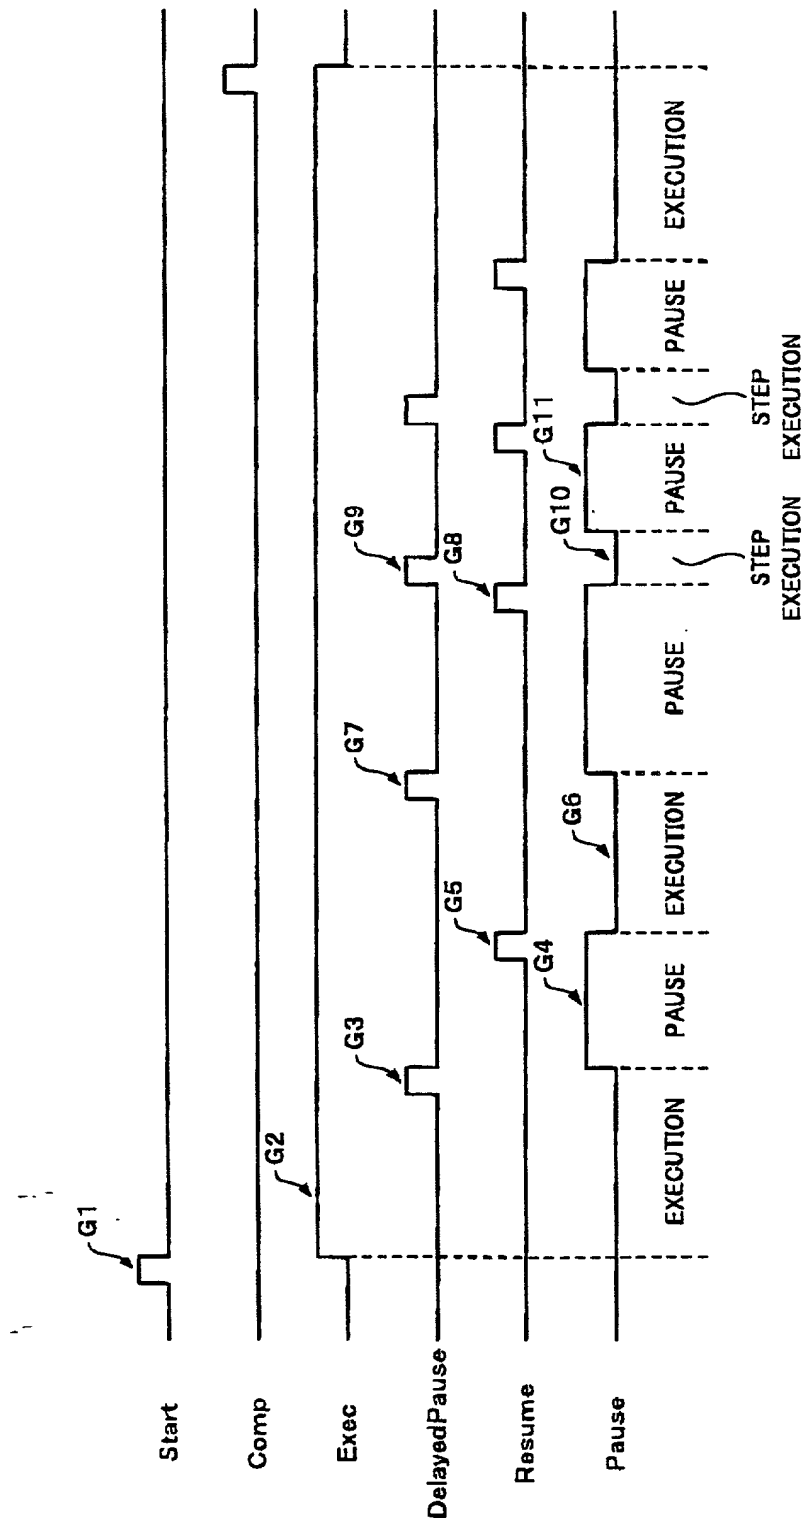 Start
G1
Comp
Exec
G2
DelayedPause
G3
G7
G9
Resume
G5
G8
Pause
G4
G6
G10
G11
EXECUTION
PAUSE
EXECUTION
PAUSE
STEP
EXECUTION
PAUSE
STEP
EXECUTION
PAUSE
EXECUTION